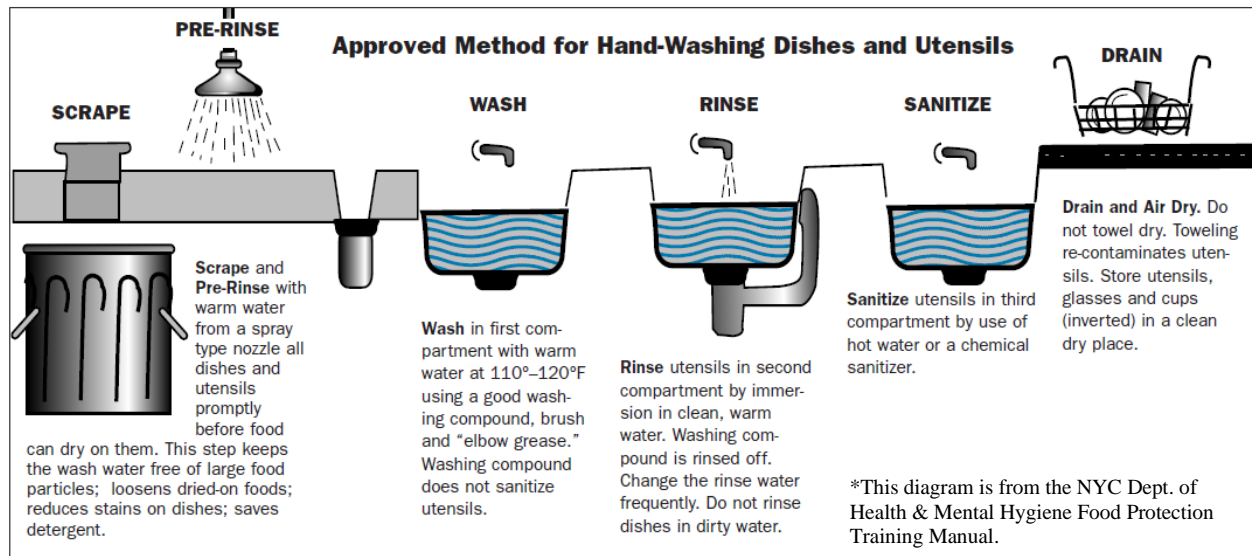 PRE-RINSE
Approved Method for Hand-Washing Dishes and Utensils
DRAIN
SCRAPE
WASH
RINSE
SANITIZE
Scrape and
Pre-Rinse with
warm water
from a spray
type nozzle all
dishes and
utensils
promptly
before food
can dry on them. This step keeps
the wash water free of large food
particles; loosens dried-on foods;
reduces stains on dishes; saves
detergent.
Wash in first com-
partment with warm
water at 110º–120ºF
using a good wash-
ing compound, brush
and “elbow grease.”
Washing compound
does not sanitize
utensils.
Rinse utensils in second
compartment by immer-
sion in clean, warm
water. Washing com-
pound is rinsed off.
Change the rinse water
frequently. Do not rinse
dishes in dirty water.
Sanitize utensils in third
compartment by use of
hot water or a chemical
sanitizer.
Drain and Air Dry. Do
not towel dry. Toweling
re-contaminates uten-
sils. Store utensils,
glasses and cups
(inverted) in a clean
dry place.
*This diagram is from the NYC Dept. of
Health & Mental Hygiene Food Protection
Training Manual.